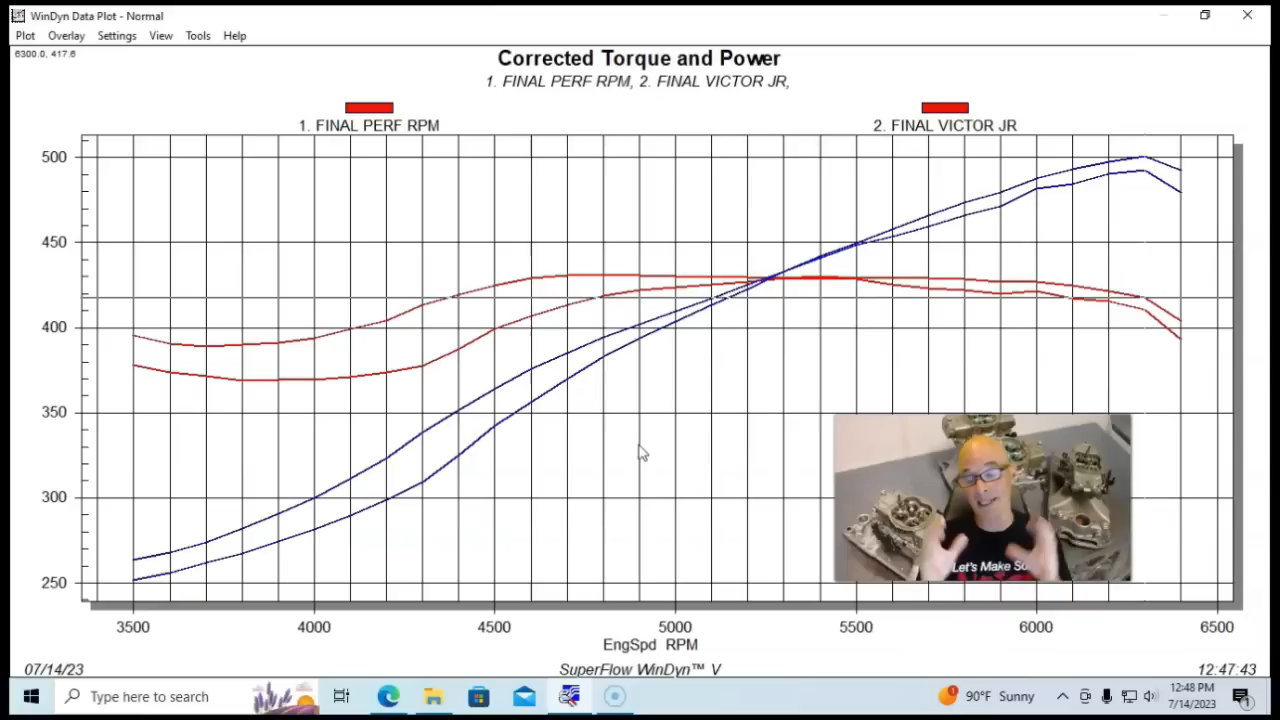 WinDyn Data Plot - Normal
Plot Overlay Settings View Tools Help
6300.0, 417.6
Corrected Torque and Power
1. FINAL PERF RPM, 2. FINAL VICTOR JR,
1. FINAL PERF RPM
2. FINAL VICTOR JR
500
450
400
350
300
250
3500 4000 4500 5000 5500 6000 6500
EngSpd RPM
Let's Make So
07/14/23 SuperFlow WinDyn™ V 12:47:43
Type here to search
90°F Sunny
12:48 PM
7/14/2023
1